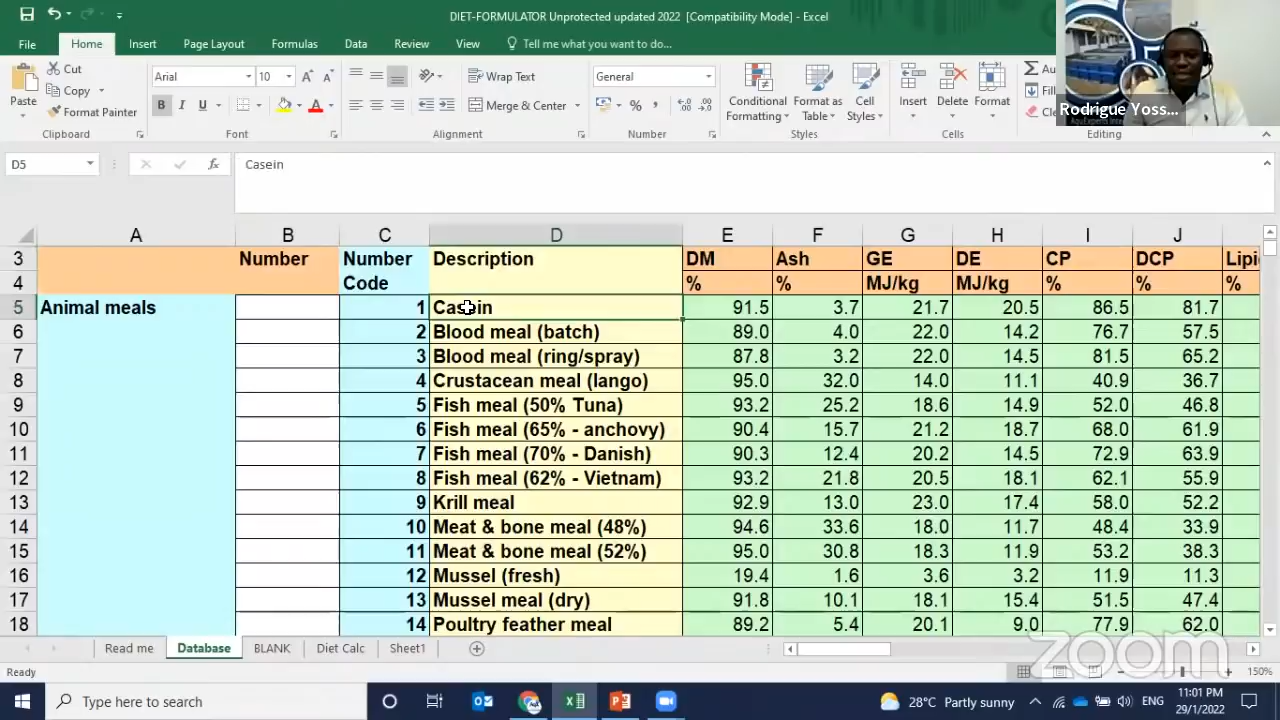 DIET-FORMULATOR Unprotected updated 2022 [Compatibility Mode] - Excel
File Home Insert Page Layout Formulas Data Review View Tell me what you want to do...
Cut
Copy
Format Painter
Paste
Clipboard
Arial 10
B I U
Font
Wrap Text
Merge & Center
Alignment
General
Number
Conditional Formatting
Format as Table
Cell Styles
Styles
Insert Delete Format
Cells
Editing
Rodrigue Yoss...
D5 fx Casein
A B C D E F G H I J
3 Number Number Description DM Ash GE DE CP DCP
4 Code % % MJ/kg MJ/kg % % %
5 Animal meals 1 Casein 91.5 3.7 21.7 20.5 86.5 81.7
6 2 Blood meal (batch) 89.0 4.0 22.0 14.2 76.7 57.5
7 3 Blood meal (ring/spray) 87.8 3.2 22.0 14.5 81.5 65.2
8 4 Crustacean meal (lango) 95.0 32.0 14.0 11.1 40.9 36.7
9 5 Fish meal (50% Tuna) 93.2 25.2 18.6 14.9 52.0 46.8
10 6 Fish meal (65% - anchovy) 90.4 15.7 21.2 18.7 68.0 61.9
11 7 Fish meal (70% - Danish) 90.3 12.4 20.2 14.5 72.9 63.9
12 8 Fish meal (62% - Vietnam) 93.2 21.8 20.5 18.1 62.1 55.9
13 9 Krill meal 92.9 13.0 23.0 17.4 58.0 52.2
14 10 Meat & bone meal (48%) 94.6 33.6 18.0 11.7 48.4 33.9
15 11 Meat & bone meal (52%) 95.0 30.8 18.3 11.9 53.2 38.3
16 12 Mussel (fresh) 19.4 1.6 3.6 3.2 11.9 11.3
17 13 Mussel meal (dry) 91.8 10.1 18.1 15.4 51.5 47.4
18 14 Poultry feather meal 89.2 5.4 20.1 9.0 77.9 62.0
Read me Database BLANK Diet Calc Sheet1
zoom
Ready 150%
Type here to search 28°C Partly sunny ENG 11:01 PM
29/1/2022